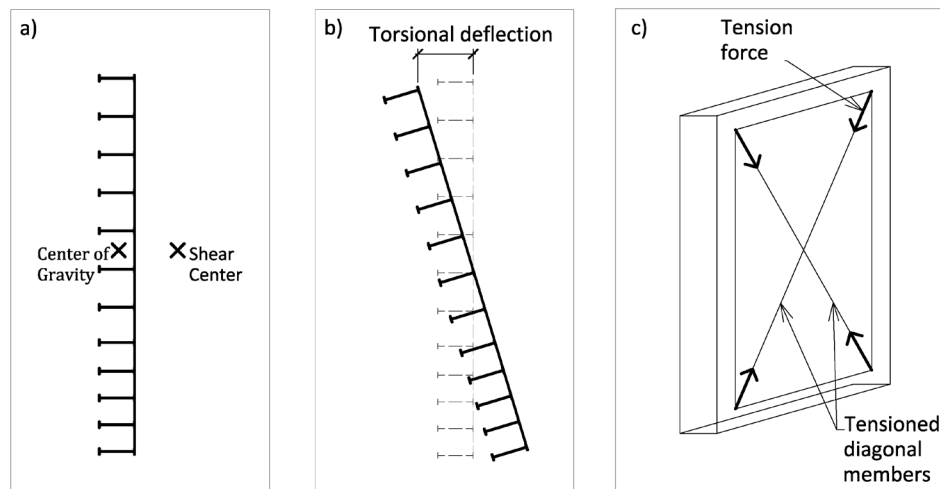 a)
Center of
Gravity
Shear
Center
b)
Torsional deflection
c)
Tension
force
Tensioned
diagonal
members